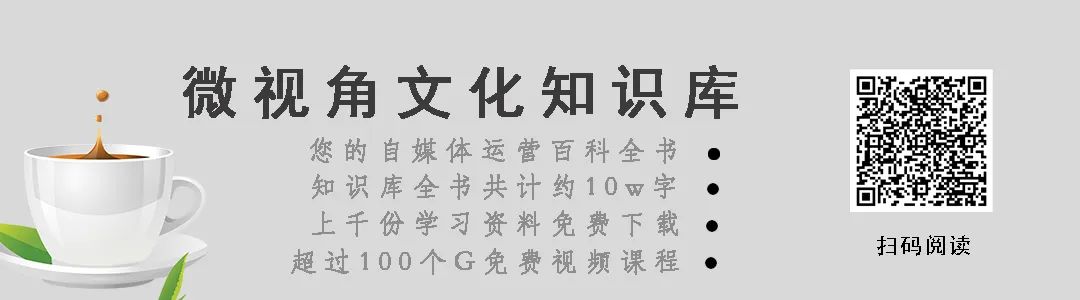 微视角文化知识库
您的自媒体运营百科全书
知识库全书共计约10w字
上千份学习资料免费下载
超过100个G免费视频课程
扫码阅读